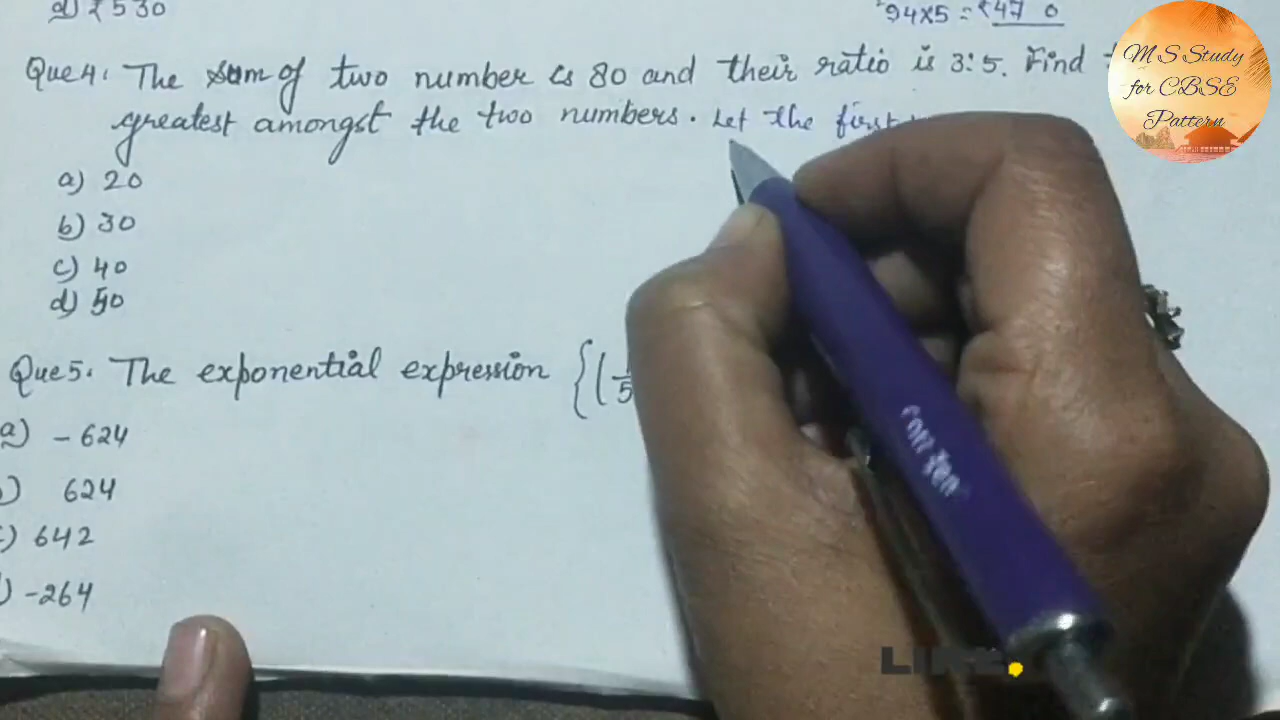 d) ₹530
94×5 = ₹47 0
Que4. The sum of two number is 80 and their ratio is 3:5. Find
greatest amongst the two numbers. Let the first
a) 20
b) 30
c) 40
d) 50
Que5. The exponential expression {(
a) -624
) 624
) 642
) -264
M S Study
for CBSE
Pattern